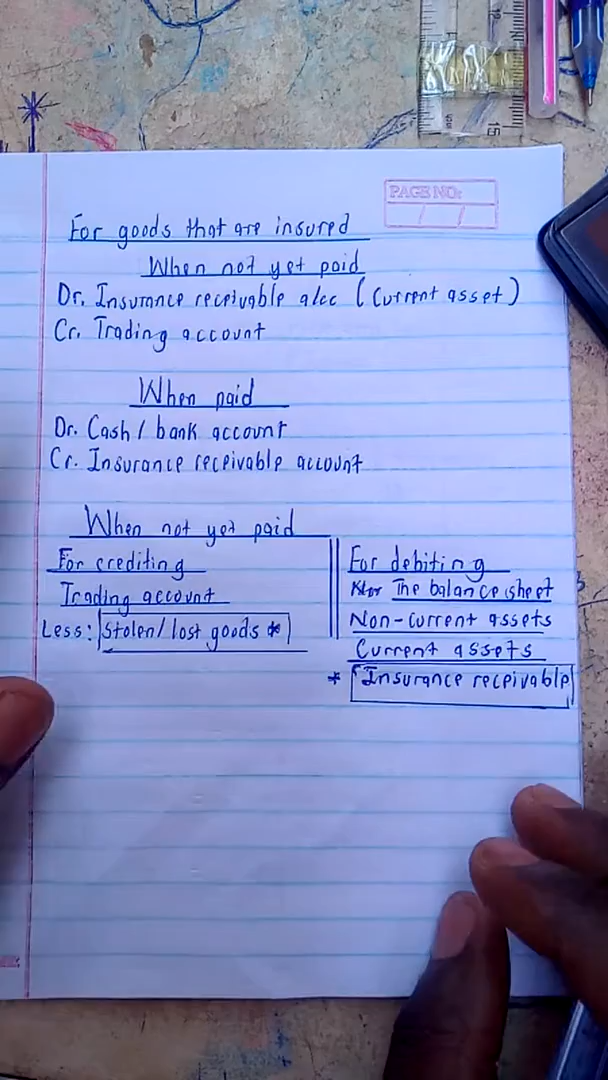 PAGE NO:
For goods that are insured
When not yet paid
Dr. Insurance receivable a/cc (Current asset)
Cr. Trading account
When paid
Dr. Cash / bank account
Cr. Insurance receivable account
When not yet paid
For crediting
Trading account
Less: Stolen/ lost goods *
For debiting
The balance sheet
Non-current assets
Current assets
* Insurance receivable
15